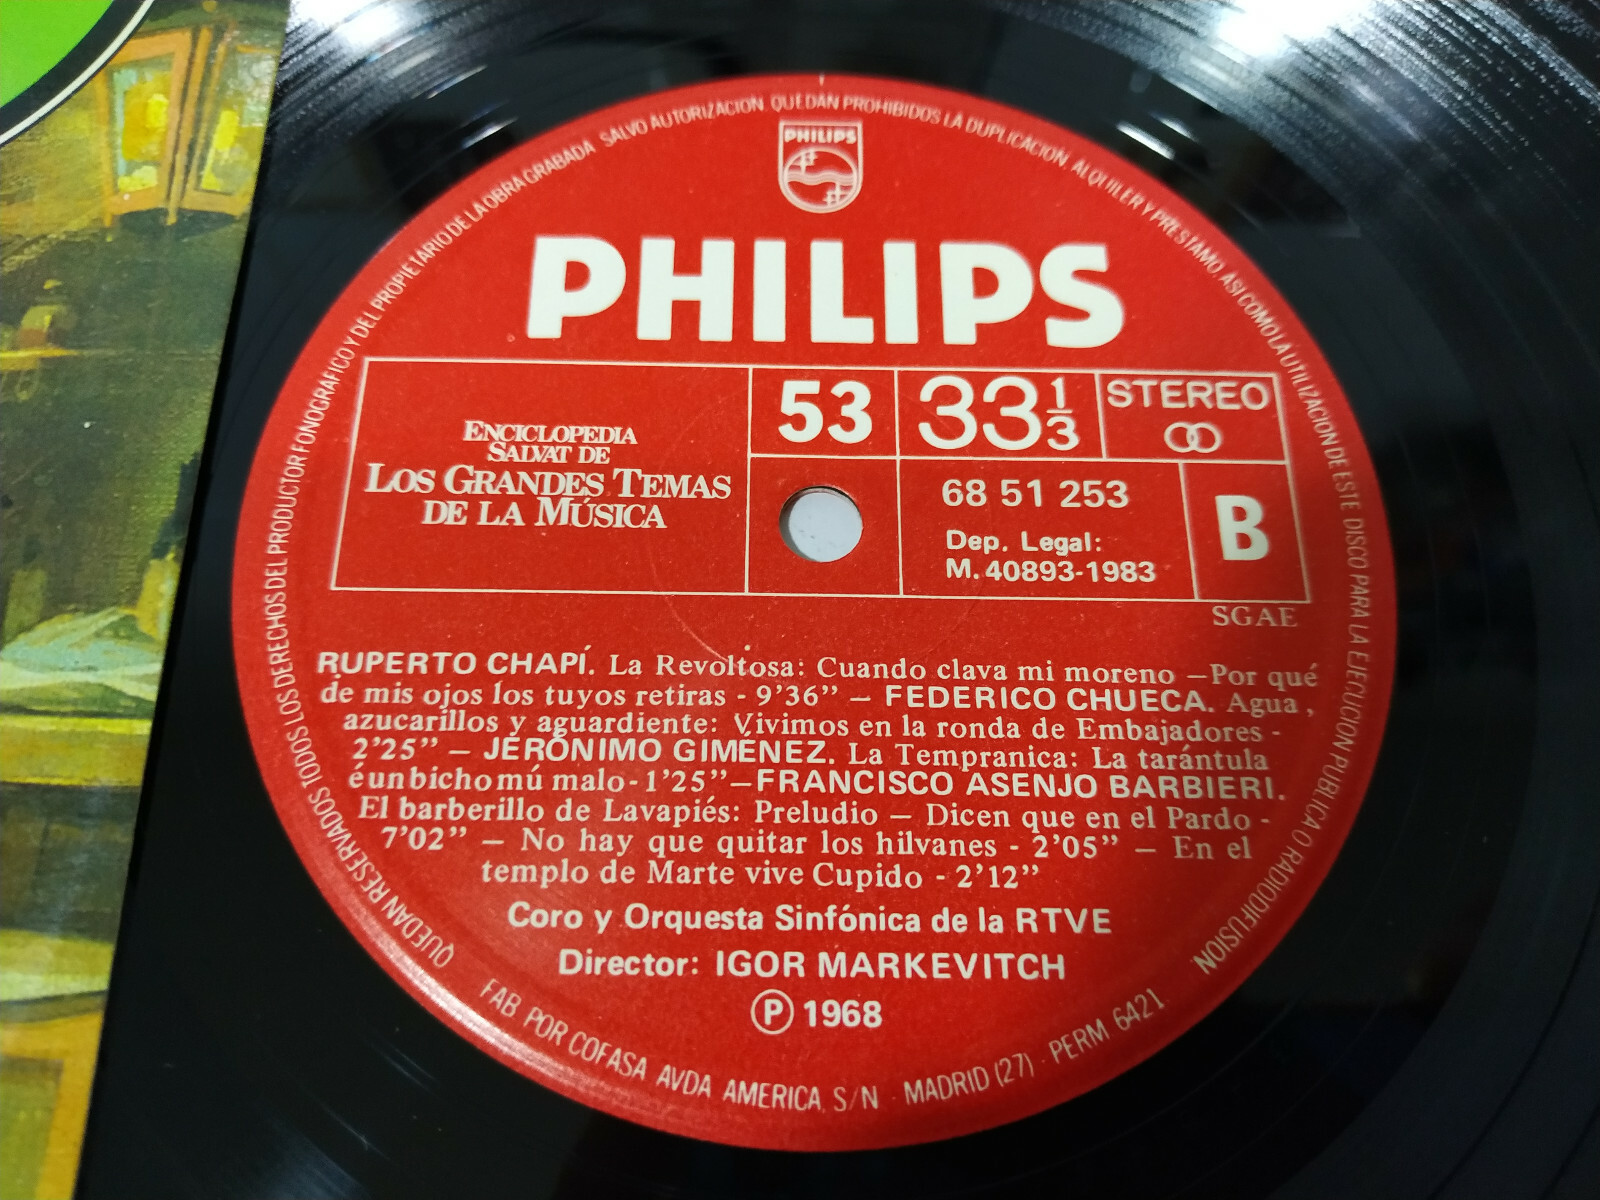 QUEDAN RESERVADOS TODOS LOS DERECHOS DEL PRODUCTOR FONOGRAFICO Y DEL PROPIETARIO DE LA OBRA GRABADA SALVO AUTORIZACION QUEDAN PROHIBIDOS LA DUPLICACION ALQUILER Y PRESTAMO ASI COMO LA UTILIZACION DE ESTE DISCO PARA LA EJECUCION PUBLICA O RADIODIFUSION
PHILIPS
PHILIPS
ENCICLOPEDIA
SALVAT DE
LOS GRANDES TEMAS
DE LA MÚSICA
53
33 1/3
STEREO
68 51 253
Dep. Legal:
M. 40893-1983
B
SGAE
RUPERTO CHAPÍ. La Revoltosa: Cuando clava mi moreno — Por qué
de mis ojos los tuyos retiras - 9'36" — FEDERICO CHUECA. Agua,
azucarillos y aguardiente: Vivimos en la ronda de Embajadores -
2'25" — JERÓNIMO GIMÉNEZ. La Tempranica: La tarántula
é un bicho mú malo - 1'25" — FRANCISCO ASENJO BARBIERI.
El barberillo de Lavapiés: Preludio — Dicen que en el Pardo -
7'02" — No hay que quitar los hilvanes - 2'05" — En el
templo de Marte vive Cupido - 2'12"
Coro y Orquesta Sinfónica de la RTVE
Director: IGOR MARKEVITCH
Ⓟ 1968
FAB POR COFASA AVDA AMERICA, S/N · MADRID (27) · PERM 6421